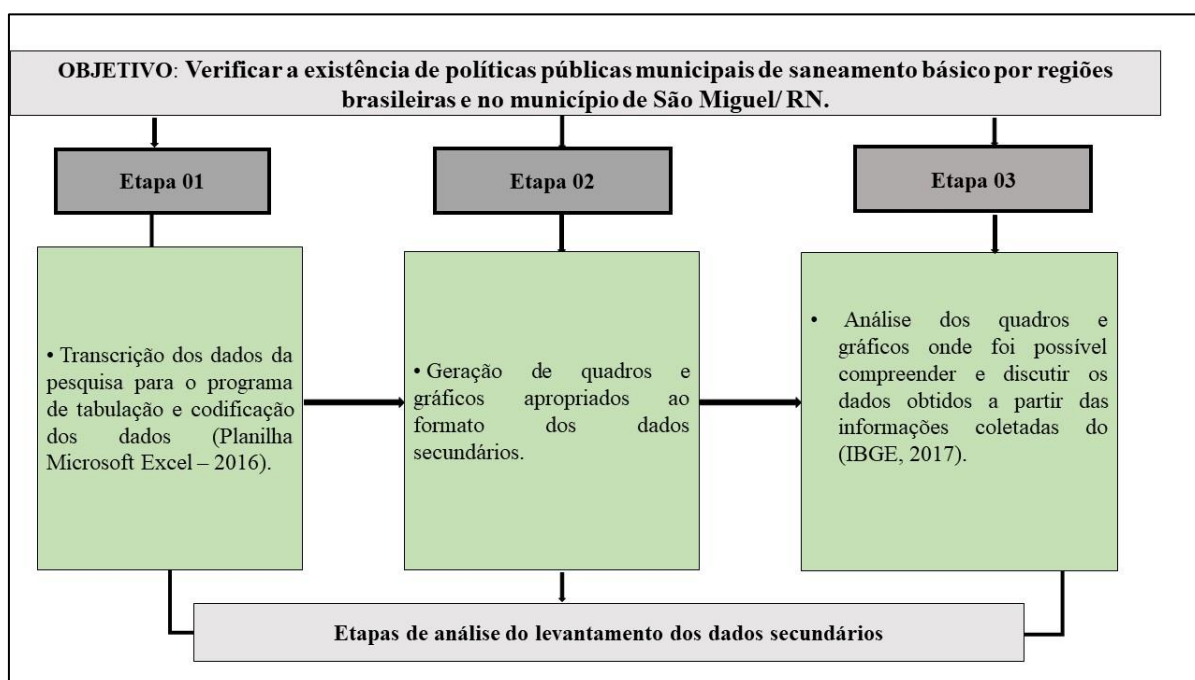 OBJETIVO: Verificar a existência de políticas públicas municipais de saneamento básico por regiões
brasileiras e no município de São Miguel/ RN.
Etapa 01
Etapa 02
Etapa 03
• Transcrição dos dados da
pesquisa para o programa
de tabulação e codificação
dos dados (Planilha
Microsoft Excel – 2016).
• Geração de quadros e
gráficos apropriados ao
formato dos dados
secundários.
• Análise dos quadros e
gráficos onde foi possível
compreender e discutir os
dados obtidos a partir das
informações coletadas do
(IBGE, 2017).
Etapas de análise do levantamento dos dados secundários